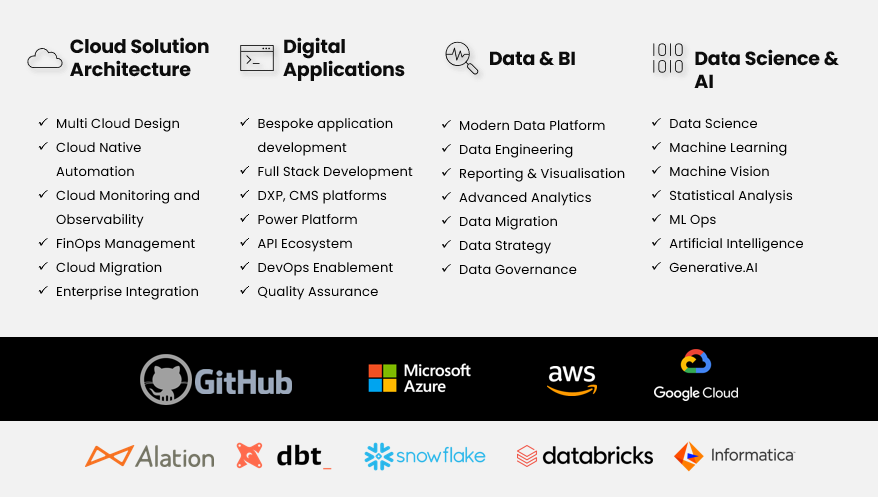 Cloud Solution
Architecture
Multi Cloud Design
Cloud Native
Automation
Cloud Monitoring and
Observability
FinOps Management
Cloud Migration
Enterprise Integration
Digital
Applications
Bespoke application
development
Full Stack Development
DXP, CMS platforms
Power Platform
API Ecosystem
DevOps Enablement
Quality Assurance
Data & BI
Modern Data Platform
Data Engineering
Reporting & Visualisation
Advanced Analytics
Data Migration
Data Strategy
Data Governance
1010
1010
Data Science &
AI
Data Science
Machine Learning
Machine Vision
Statistical Analysis
ML Ops
Artificial Intelligence
Generative.AI
GitHub
Microsoft
Azure
aws
Google Cloud
Alation
dbt_
snowflake
databricks
Informatica